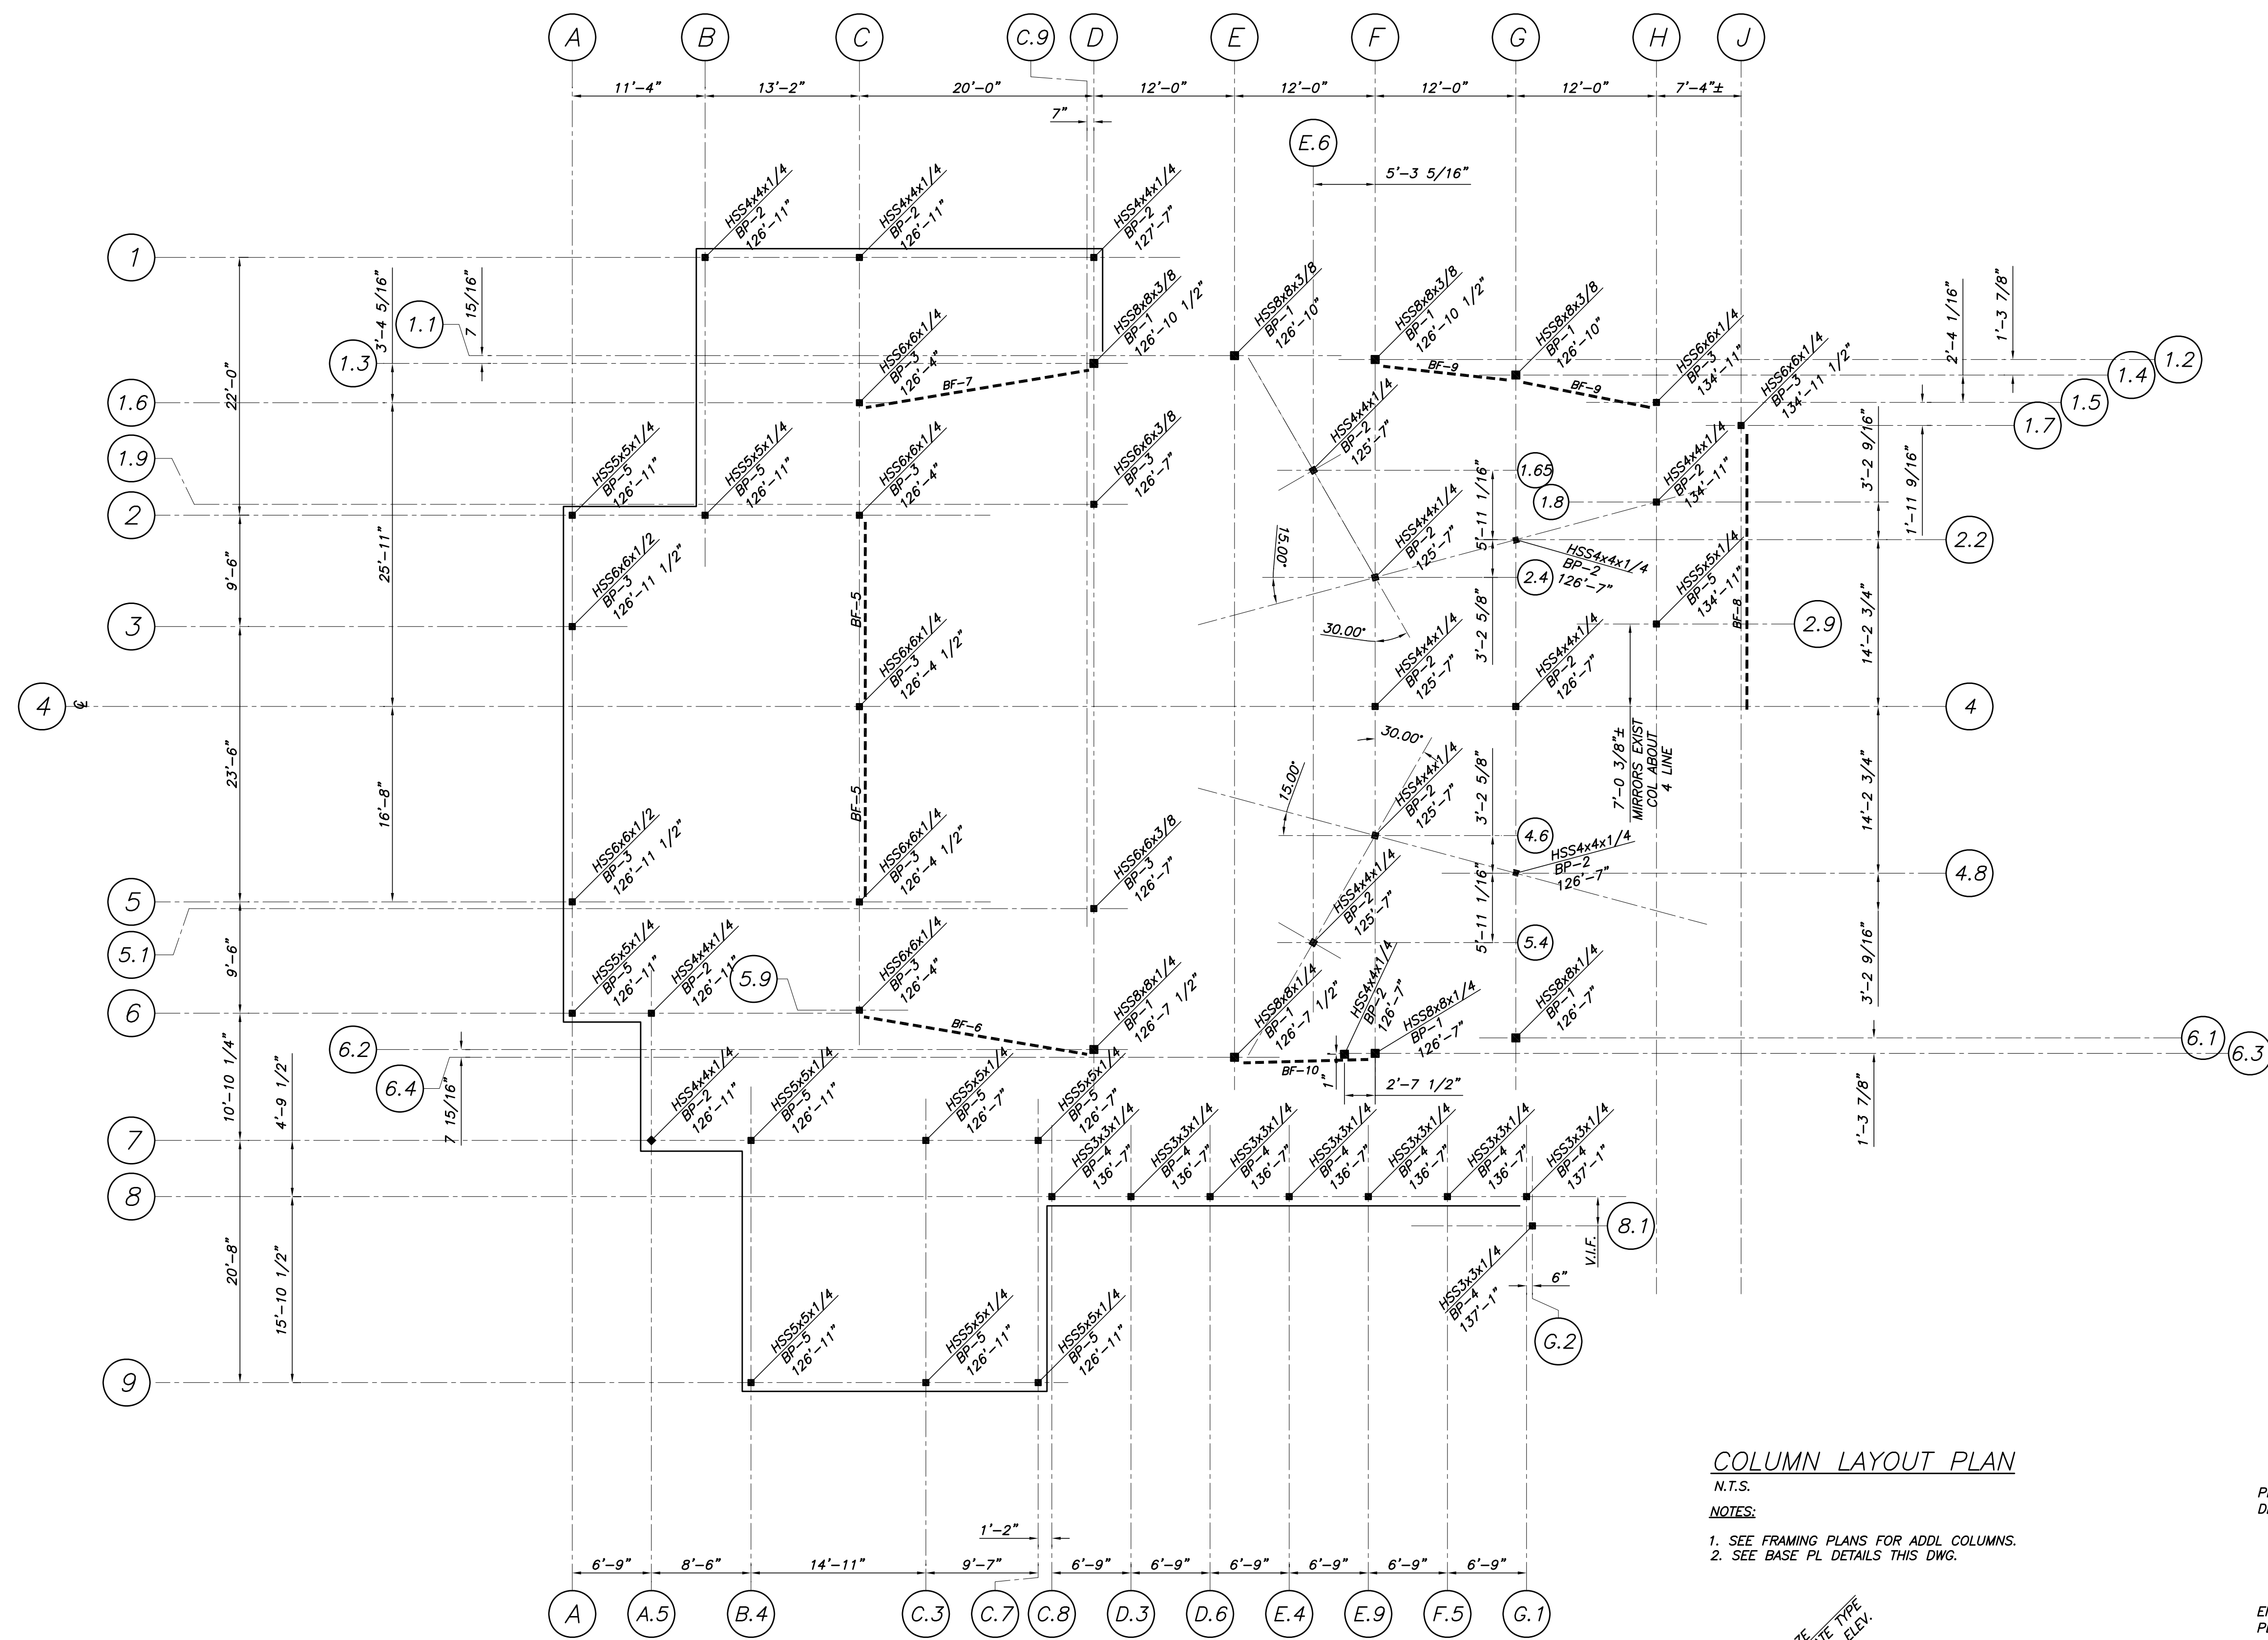 A
B
C
C.9
D
E
F
G
H
J
11'-4"
13'-2"
20'-0"
12'-0"
12'-0"
12'-0"
12'-0"
7'-4"±
7"
E.6
5'-3 5/16"
HSS4x4x1/4
BP-2
126'-11"
HSS4x4x1/4
BP-2
126'-11"
HSS4x4x1/4
BP-2
127'-7"
1
3'-4 5/16"
1.1
7 15/16"
1.3
22'-0"
HSS6x6x1/4
BP-3
126'-4"
BF-7
HSS8x8x3/8
BP-1
126'-10 1/2"
HSS8x8x3/8
BP-1
126'-10"
HSS8x8x3/8
BP-1
126'-10 1/2"
BF-9
HSS8x8x3/8
BP-1
126'-10"
BF-9
HSS6x6x1/4
BP-3
134'-11"
HSS6x6x1/4
BP-3
134'-11 1/2"
2'-4 1/16"
1'-3 7/8"
1.2
1.4
1.5
1.7
1.6
1.9
2
HSS5x5x1/4
BP-5
126'-11"
HSS5x5x1/4
BP-5
126'-11"
HSS6x6x1/4
BP-3
126'-4"
HSS6x6x3/8
BP-3
126'-7"
HSS4x4x1/4
BP-2
125'-7"
1.65
1.8
HSS4x4x1/4
BP-2
134'-11"
3'-2 9/16"
1'-11 9/16"
2.2
5'-11 1/16"
HSS4x4x1/4
BP-2
125'-7"
HSS4x4x1/4
BP-2
126'-7"
2.4
15.00°
30.00°
3'-2 5/8"
HSS5x5x1/4
BP-5
134'-11"
BF-8
2.9
14'-2 3/4"
9'-6"
25'-11"
HSS6x6x1/2
BP-3
126'-11 1/2"
3
BF-5
HSS6x6x1/4
BP-3
126'-4 1/2"
HSS4x4x1/4
BP-2
125'-7"
HSS4x4x1/4
BP-2
126'-7"
4
℄
4
23'-6"
16'-8"
BF-5
30.00°
15.00°
HSS4x4x1/4
BP-2
125'-7"
3'-2 5/8"
7'-0 3/8"±
MIRRORS EXIST
COL ABOUT
4 LINE
14'-2 3/4"
4.6
HSS4x4x1/4
BP-2
126'-7"
4.8
HSS6x6x1/2
BP-3
126'-11 1/2"
HSS6x6x1/4
BP-3
126'-4 1/2"
HSS6x6x3/8
BP-3
126'-7"
HSS4x4x1/4
BP-2
125'-7"
5'-11 1/16"
5.4
5
5.1
9'-6"
HSS5x5x1/4
BP-5
126'-11"
HSS4x4x1/4
BP-2
126'-11"
5.9
HSS6x6x1/4
BP-3
126'-4"
BF-6
HSS8x8x1/4
BP-1
126'-7 1/2"
HSS8x8x1/4
BP-1
126'-7 1/2"
HSS4x4x1/4
BP-2
126'-7"
HSS8x8x1/4
BP-1
126'-7"
HSS8x8x1/4
BP-1
126'-7"
3'-2 9/16"
6.1
6.3
6
6.2
6.4
BF-10
1"
2'-7 1/2"
1'-3 7/8"
10'-10 1/4"
4'-9 1/2"
7 15/16"
HSS4x4x1/4
BP-2
126'-11"
HSS5x5x1/4
BP-5
126'-11"
HSS5x5x1/4
BP-5
126'-7"
HSS5x5x1/4
BP-5
126'-7"
7
HSS3x3x1/4
BP-4
136'-7"
HSS3x3x1/4
BP-4
136'-7"
HSS3x3x1/4
BP-4
136'-7"
HSS3x3x1/4
BP-4
136'-7"
HSS3x3x1/4
BP-4
136'-7"
HSS3x3x1/4
BP-4
136'-7"
HSS3x3x1/4
BP-4
137'-1"
8
8.1
V.I.F.
20'-8"
15'-10 1/2"
HSS3x3x1/4
BP-4
137'-1"
6"
G.2
HSS5x5x1/4
BP-5
126'-11"
HSS5x5x1/4
BP-5
126'-11"
HSS5x5x1/4
BP-5
126'-11"
9
1'-2"
6'-9"
8'-6"
14'-11"
9'-7"
6'-9"
6'-9"
6'-9"
6'-9"
6'-9"
6'-9"
A
A.5
B.4
C.3
C.7
C.8
D.3
D.6
E.4
E.9
F.5
G.1
COLUMN LAYOUT PLAN
N.T.S.
NOTES:
1. SEE FRAMING PLANS FOR ADDL COLUMNS.
2. SEE BASE PL DETAILS THIS DWG.
TYPE
ELEV.